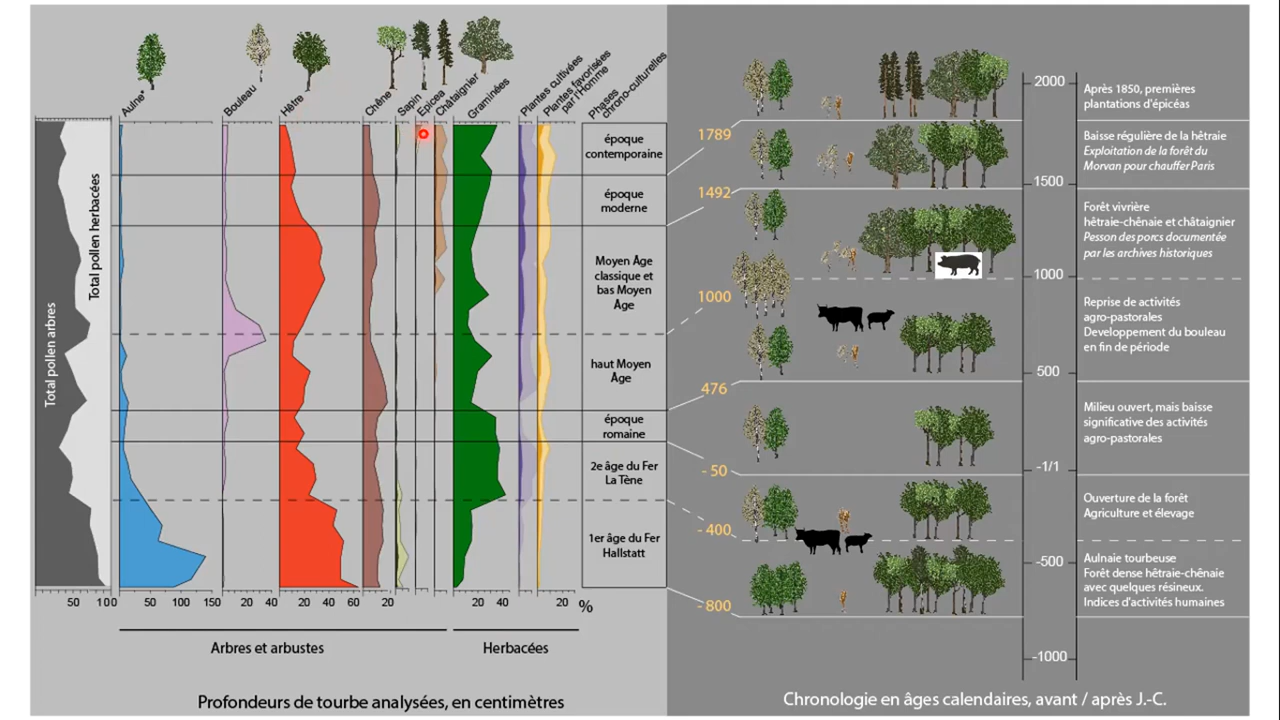 Aulne*
Bouleau
Hêtre
Chêne
Sapin
Epicea
Châtaignier
Graminées
Plantes cultivées
Plantes favorisées
par l'Homme
Phases
chrono-culturelles
Total pollen arbres
Total pollen herbacées
époque
contemporaine
époque
moderne
Moyen Âge
classique et
bas Moyen
Âge
haut Moyen
Âge
époque
romaine
2e âge du Fer
La Tène
1er âge du Fer
Hallstatt
50 100 0 50 100 150 20 40 20 40 60 20 20 40 20 %
Arbres et arbustes
Herbacées
Profondeurs de tourbe analysées, en centimètres
1789
1492
1000
476
- 50
- 400
- 800
2000
1500
1000
500
-1/1
-500
-1000
Après 1850, premières
plantations d'épicéas
Baisse régulière de la hêtraie
Exploitation de la forêt du
Morvan pour chauffer Paris
Forêt vivrière
hêtraie-chênaie et châtaignier
Pesson des porcs documentée
par les archives historiques
Reprise de activités
agro-pastorales
Developpement du bouleau
en fin de période
Milieu ouvert, mais baisse
significative des activités
agro-pastorales
Ouverture de la forêt
Agriculture et élevage
Aulnaie tourbeuse
Forêt dense hêtraie-chênaie
avec quelques résineux.
Indices d'activités humaines
Chronologie en âges calendaires, avant / après J.-C.